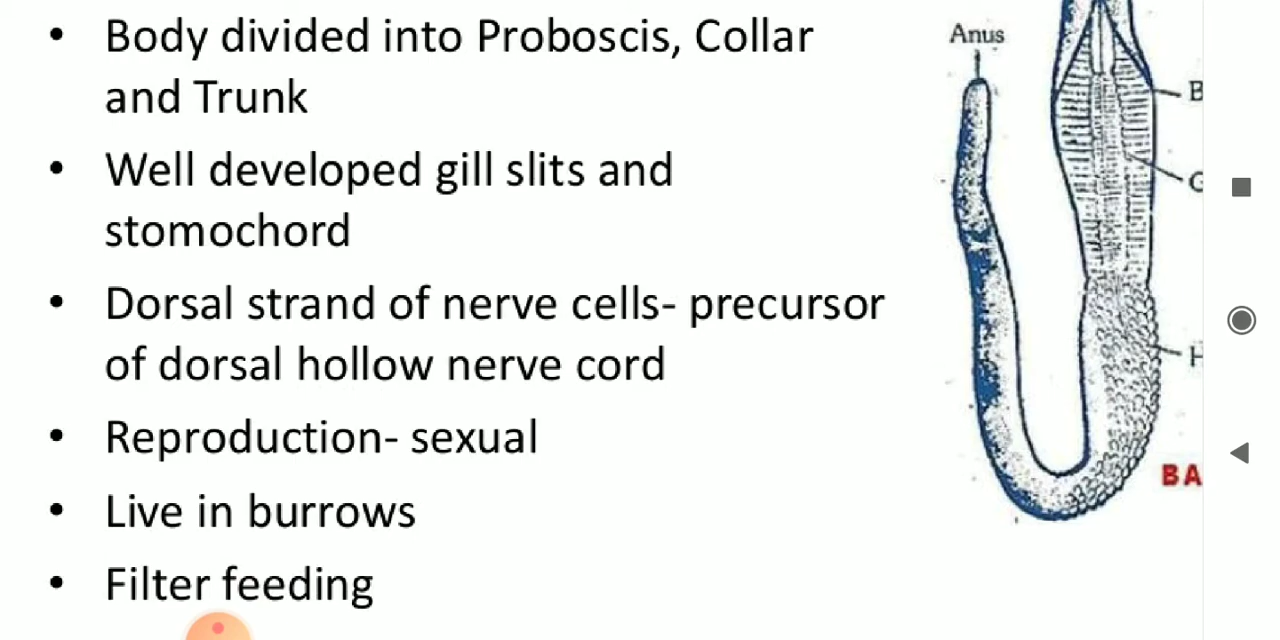 • Body divided into Proboscis, Collar
and Trunk
• Well developed gill slits and
stomochord
• Dorsal strand of nerve cells- precursor
of dorsal hollow nerve cord
• Reproduction- sexual
• Live in burrows
• Filter feeding
Anus
B
G
H
BA